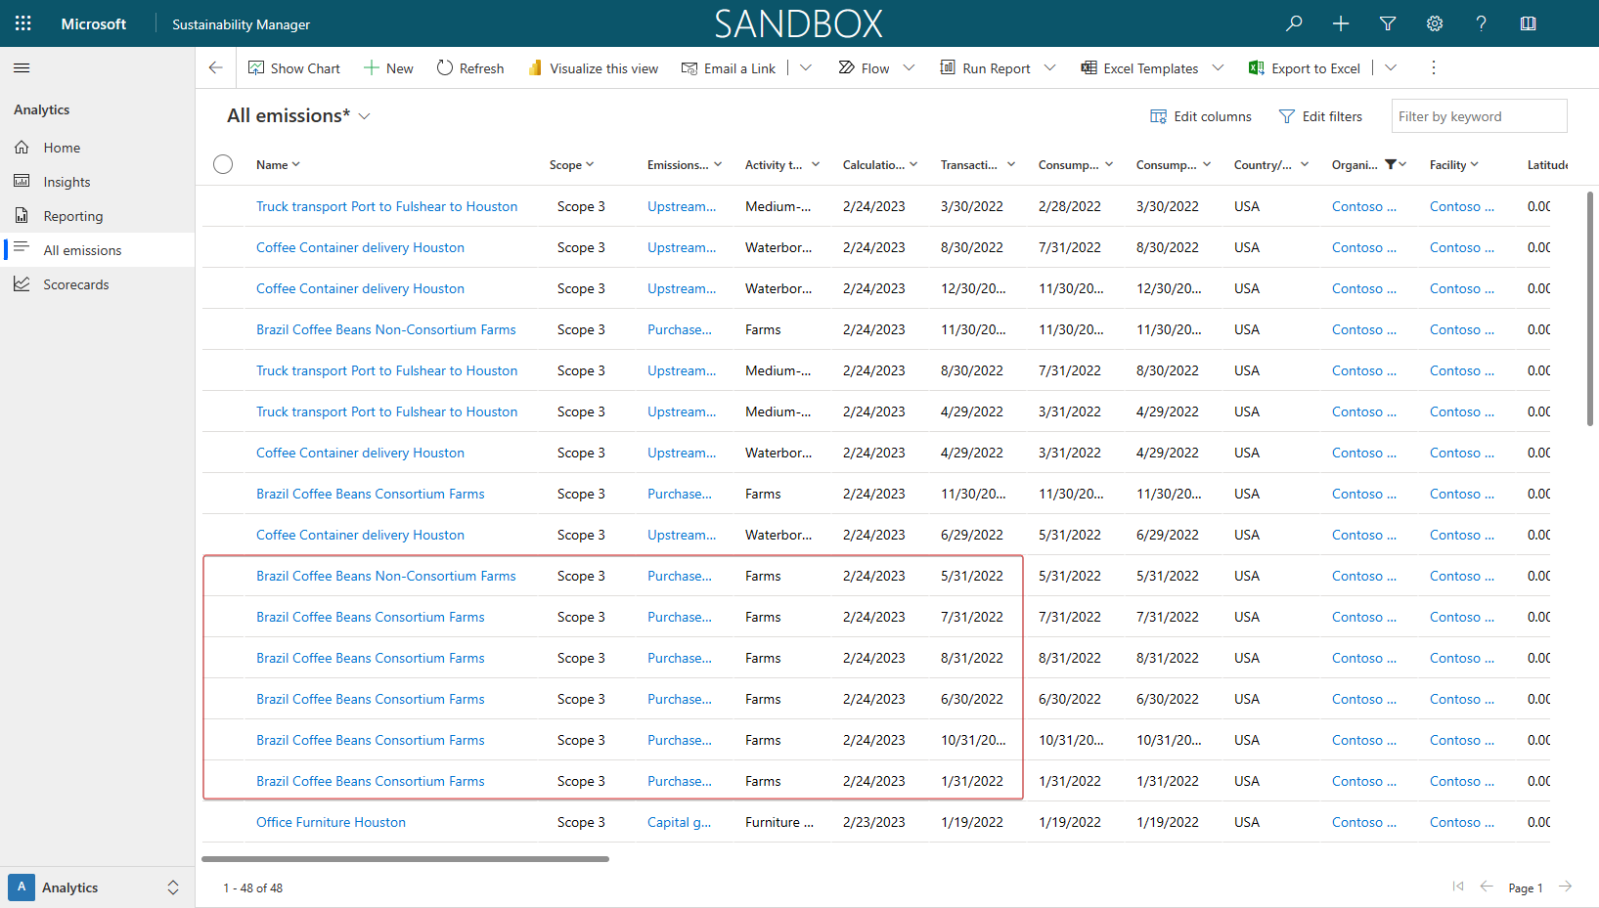 Microsoft Sustainability Manager SANDBOX
Show Chart New Refresh Visualize this view Email a Link Flow Run Report Excel Templates Export to Excel
Analytics
Home
Insights
Reporting
All emissions
Scorecards
All emissions* Edit columns Edit filters Filter by keyword
Name Scope Emissions... Activity t... Calculatio... Transacti... Consump... Consump... Country/... Organi... Facility Latitude
Truck transport Port to Fulshear to Houston Scope 3 Upstream... Medium-... 2/24/2023 3/30/2022 2/28/2022 3/30/2022 USA Contoso ... Contoso ... 0.00
Coffee Container delivery Houston Scope 3 Upstream... Waterbor... 2/24/2023 8/30/2022 7/31/2022 8/30/2022 USA Contoso ... Contoso ... 0.00
Coffee Container delivery Houston Scope 3 Upstream... Waterbor... 2/24/2023 12/30/20... 11/30/20... 12/30/20... USA Contoso ... Contoso ... 0.00
Brazil Coffee Beans Non-Consortium Farms Scope 3 Purchase... Farms 2/24/2023 11/30/20... 11/30/20... 11/30/20... USA Contoso ... Contoso ... 0.00
Truck transport Port to Fulshear to Houston Scope 3 Upstream... Medium-... 2/24/2023 8/30/2022 7/31/2022 8/30/2022 USA Contoso ... Contoso ... 0.00
Truck transport Port to Fulshear to Houston Scope 3 Upstream... Medium-... 2/24/2023 4/29/2022 3/31/2022 4/29/2022 USA Contoso ... Contoso ... 0.00
Coffee Container delivery Houston Scope 3 Upstream... Waterbor... 2/24/2023 4/29/2022 3/31/2022 4/29/2022 USA Contoso ... Contoso ... 0.00
Brazil Coffee Beans Consortium Farms Scope 3 Purchase... Farms 2/24/2023 11/30/20... 11/30/20... 11/30/20... USA Contoso ... Contoso ... 0.00
Coffee Container delivery Houston Scope 3 Upstream... Waterbor... 2/24/2023 6/29/2022 5/31/2022 6/29/2022 USA Contoso ... Contoso ... 0.00
Brazil Coffee Beans Non-Consortium Farms Scope 3 Purchase... Farms 2/24/2023 5/31/2022 5/31/2022 5/31/2022 USA Contoso ... Contoso ... 0.00
Brazil Coffee Beans Consortium Farms Scope 3 Purchase... Farms 2/24/2023 7/31/2022 7/31/2022 7/31/2022 USA Contoso ... Contoso ... 0.00
Brazil Coffee Beans Consortium Farms Scope 3 Purchase... Farms 2/24/2023 8/31/2022 8/31/2022 8/31/2022 USA Contoso ... Contoso ... 0.00
Brazil Coffee Beans Consortium Farms Scope 3 Purchase... Farms 2/24/2023 6/30/2022 6/30/2022 6/30/2022 USA Contoso ... Contoso ... 0.00
Brazil Coffee Beans Consortium Farms Scope 3 Purchase... Farms 2/24/2023 10/31/20... 10/31/20... 10/31/20... USA Contoso ... Contoso ... 0.00
Brazil Coffee Beans Consortium Farms Scope 3 Purchase... Farms 2/24/2023 1/31/2022 1/31/2022 1/31/2022 USA Contoso ... Contoso ... 0.00
Office Furniture Houston Scope 3 Capital g... Furniture ... 2/23/2023 1/19/2022 1/19/2022 1/19/2022 USA Contoso ... Contoso ... 0.00
A Analytics
1 - 48 of 48 Page 1